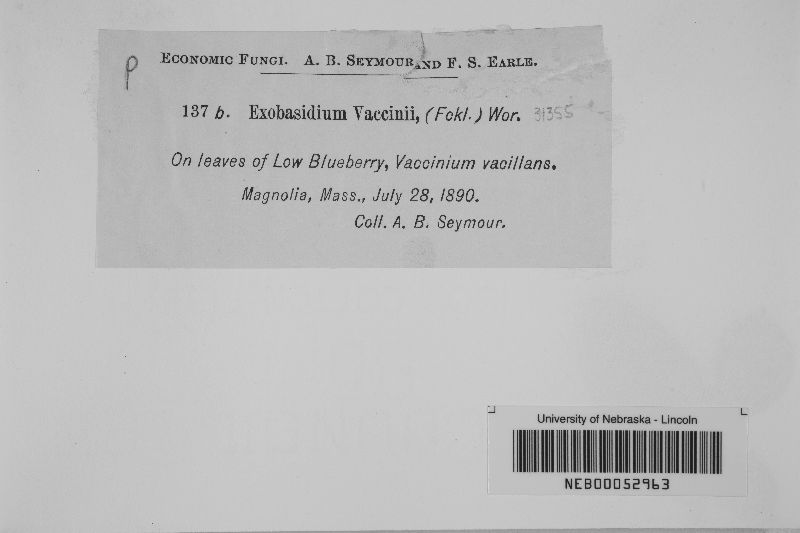 P
ECONOMIC FUNGI. A. B. SEYMOUR AND F. S. EARLE.
137 b. Exobasidium Vaccinii, (Fckl.) Wor. 31355
On leaves of Low Blueberry, Vaccinium vacillans.
Magnolia, Mass., July 28, 1890.
Coll. A. B. Seymour.
University of Nebraska - Lincoln
NEB00052963